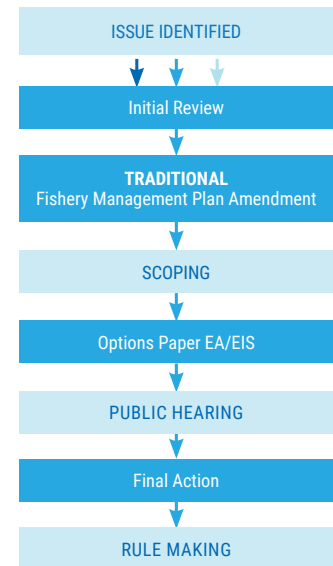 ISSUE IDENTIFIED
Initial Review
TRADITIONAL
Fishery Management Plan Amendment
SCOPING
Options Paper EA/EIS
PUBLIC HEARING
Final Action
RULE MAKING